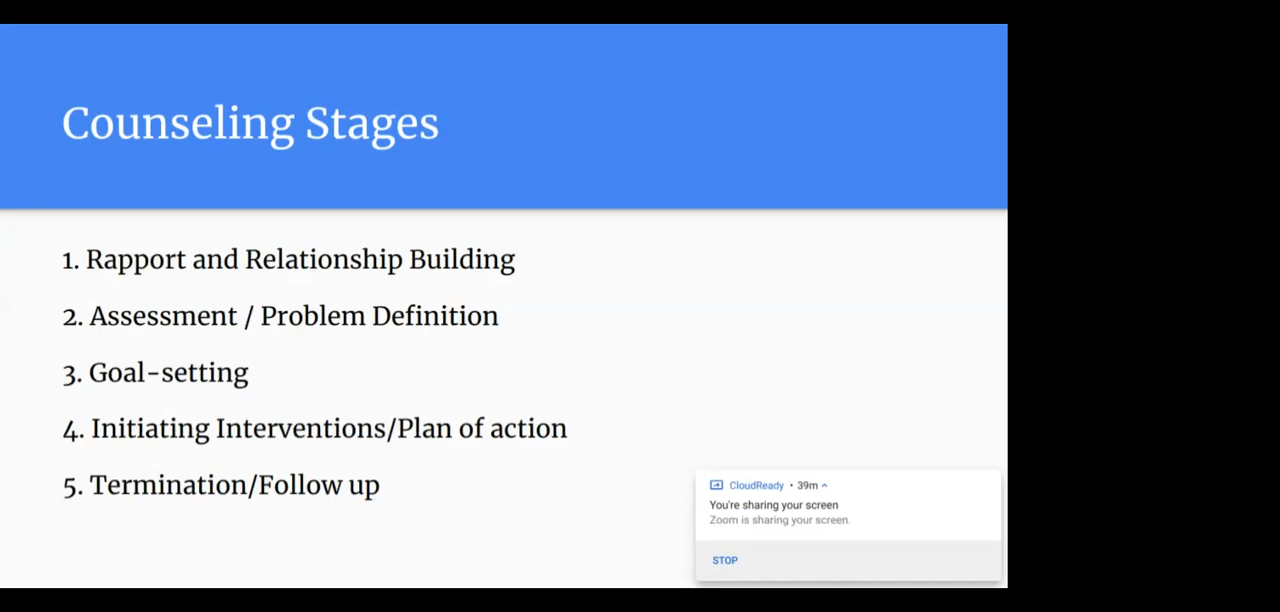 Counseling Stages
1. Rapport and Relationship Building
2. Assessment / Problem Definition
3. Goal-setting
4. Initiating Interventions/Plan of action
5. Termination/Follow up
CloudReady • 39m
You're sharing your screen
Zoom is sharing your screen.
STOP